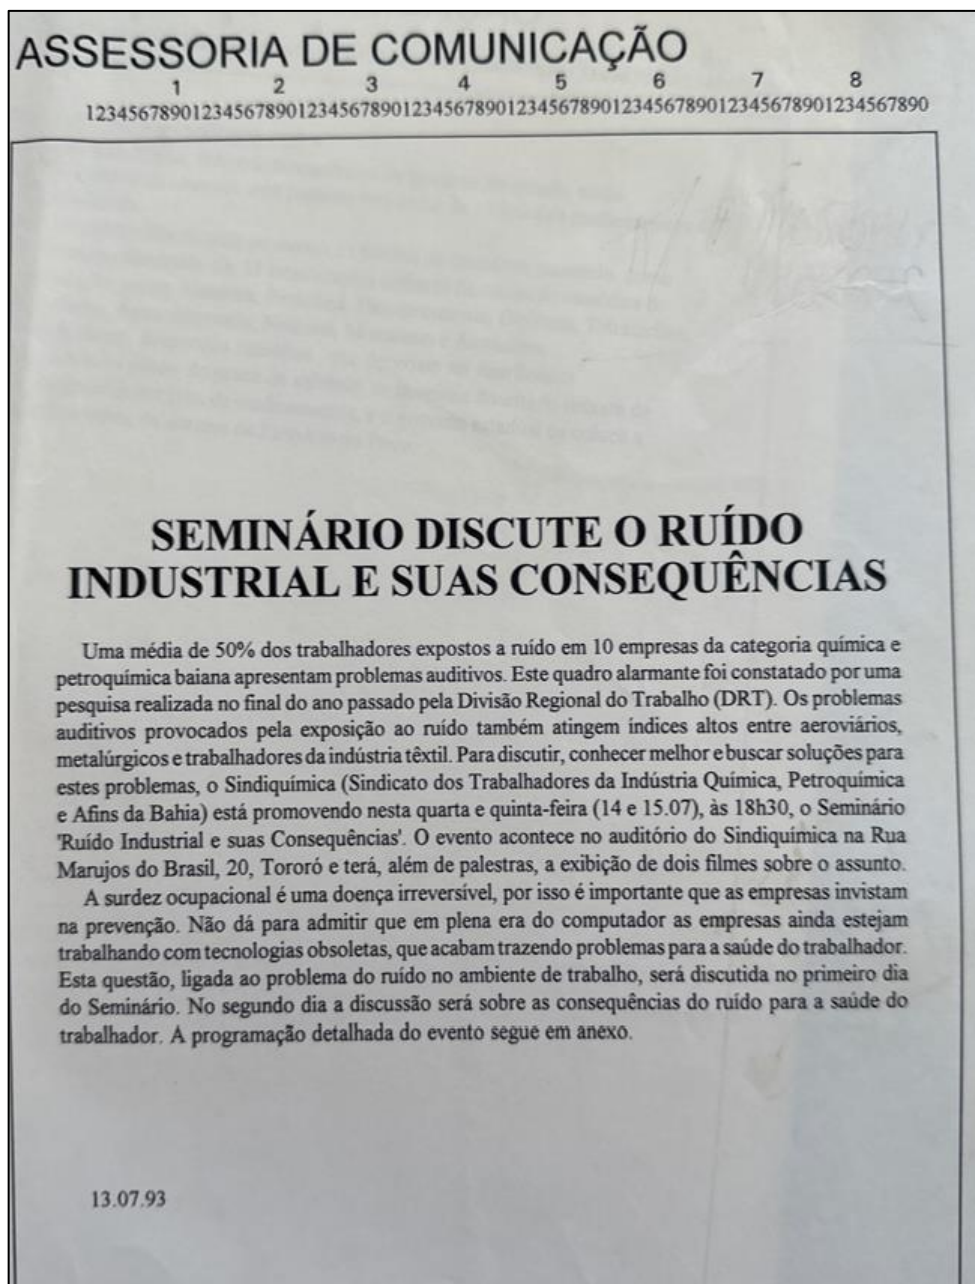 ASSESSORIA DE COMUNICAÇÃO
1 2 3 4 5 6 7 8
12345678901234567890123456789012345678901234567890123456789012345678901234567890
SEMINÁRIO DISCUTE O RUÍDO
INDUSTRIAL E SUAS CONSEQUÊNCIAS
Uma média de 50% dos trabalhadores expostos a ruído em 10 empresas da categoria química e
petroquímica baiana apresentam problemas auditivos. Este quadro alarmante foi constatado por uma
pesquisa realizada no final do ano passado pela Divisão Regional do Trabalho (DRT). Os problemas
auditivos provocados pela exposição ao ruído também atingem índices altos entre aeroviários,
metalúrgicos e trabalhadores da indústria têxtil. Para discutir, conhecer melhor e buscar soluções para
estes problemas, o Sindiquímica (Sindicato dos Trabalhadores da Indústria Química, Petroquímica
e Afins da Bahia) está promovendo nesta quarta e quinta-feira (14 e 15.07), às 18h30, o Seminário
'Ruído Industrial e suas Consequências'. O evento acontece no auditório do Sindiquímica na Rua
Marujos do Brasil, 20, Tororó e terá, além de palestras, a exibição de dois filmes sobre o assunto.
A surdez ocupacional é uma doença irreversível, por isso é importante que as empresas invistam
na prevenção. Não dá para admitir que em plena era do computador as empresas ainda estejam
trabalhando com tecnologias obsoletas, que acabam trazendo problemas para a saúde do trabalhador.
Esta questão, ligada ao problema do ruído no ambiente de trabalho, será discutida no primeiro dia
do Seminário. No segundo dia a discussão será sobre as consequências do ruído para a saúde do
trabalhador. A programação detalhada do evento segue em anexo.
13.07.93